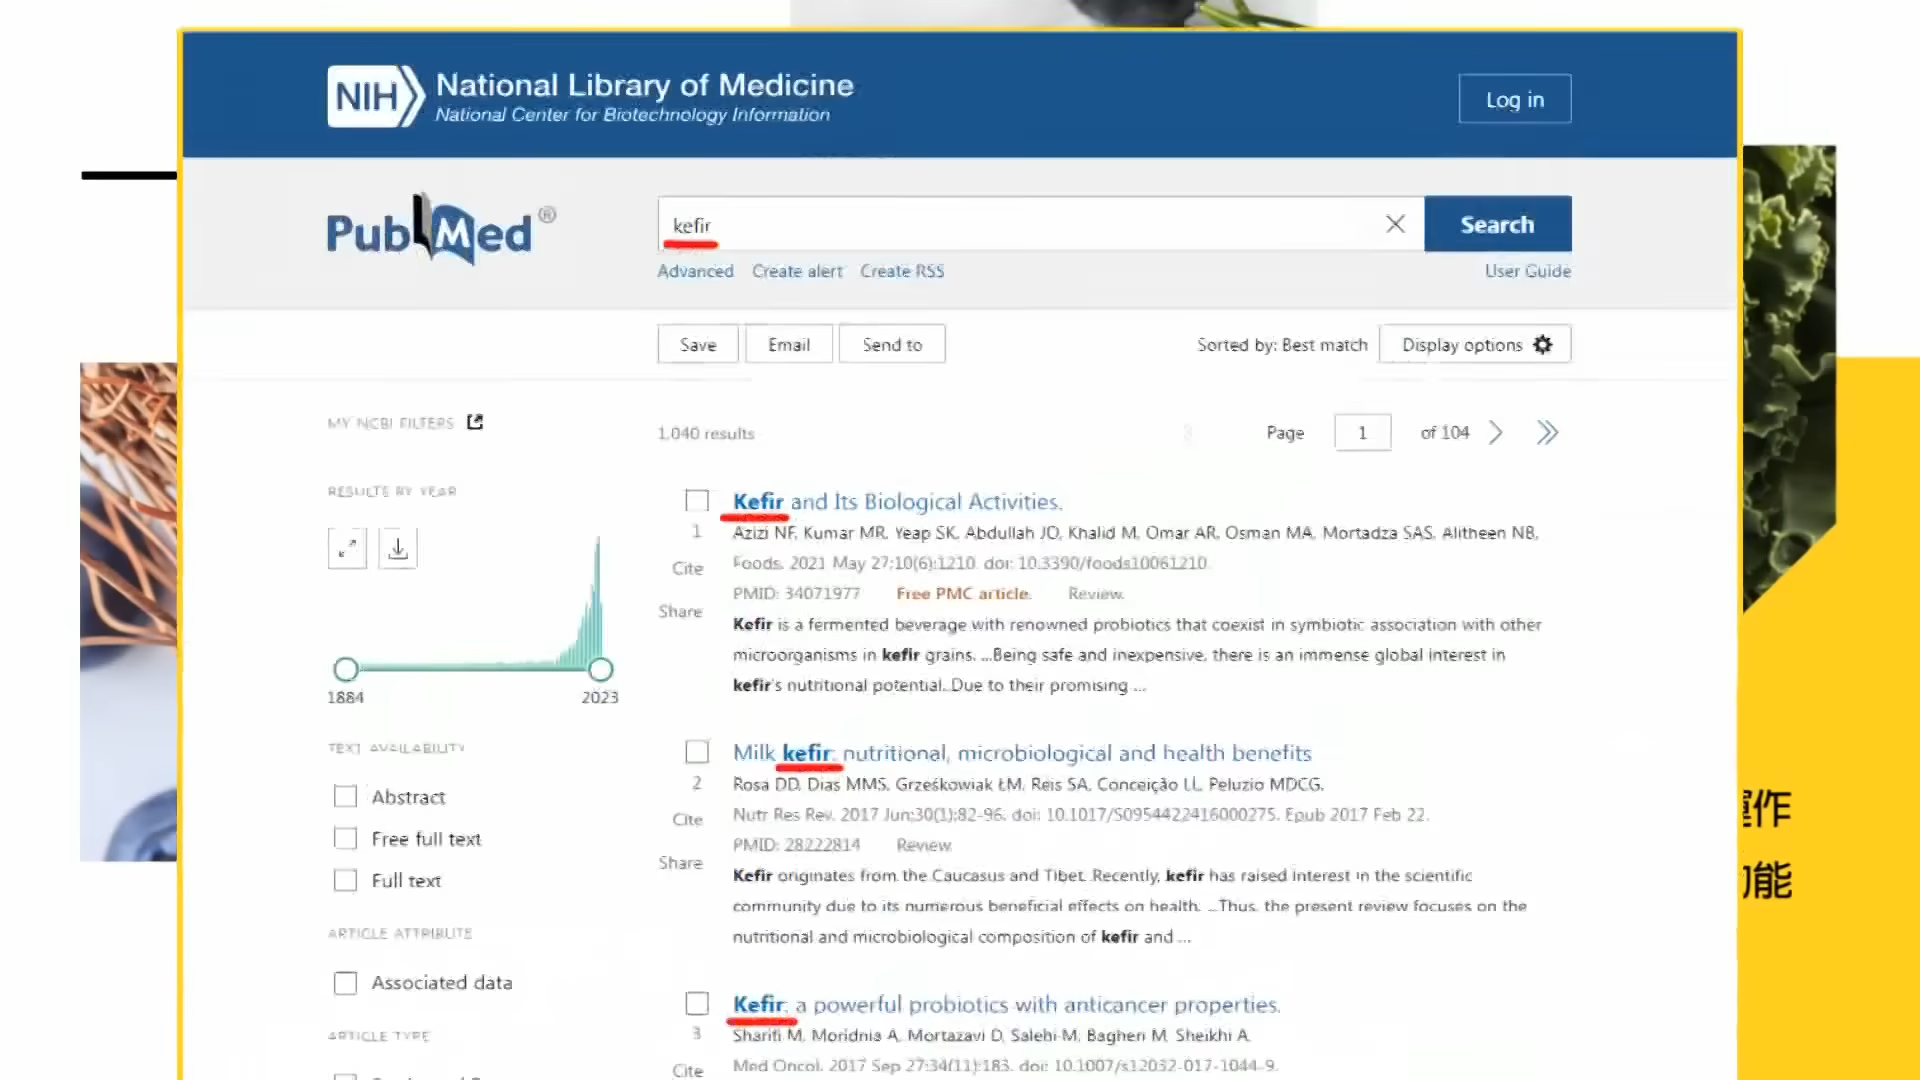 NIH National Library of Medicine
National Center for Biotechnology Information
Log in
PubMed®
kefir
Search
Advanced Create alert Create RSS
User Guide
Save Email Send to
Sorted by: Best match Display options
MY NCBI FILTERS
1,040 results
Page 1 of 104
RESULTS BY YEAR
1884 2023
TEXT AVAILABILITY
Abstract
Free full text
Full text
ARTICLE ATTRIBUTE
Associated data
ARTICLE TYPE
Kefir and Its Biological Activities.
1
Azizi NF, Kumar MR, Yeap SK, Abdullah JO, Khalid M, Omar AR, Osman MA, Mortadza SAS, Alitheen NB.
Cite
Foods. 2021 May 27;10(6):1210. doi: 10.3390/foods10061210.
PMID: 34071977 Free PMC article. Review.
Share
Kefir is a fermented beverage with renowned probiotics that coexist in symbiotic association with other
microorganisms in kefir grains. ...Being safe and inexpensive, there is an immense global interest in
kefir's nutritional potential. Due to their promising ...
Milk kefir: nutritional, microbiological and health benefits
2
Rosa DD, Dias MMS, Grześkowiak ŁM, Reis SA, Conceição LL, Peluzio MDCG.
Cite
Nutr Res Rev. 2017 Jun;30(1):82-96. doi: 10.1017/S0954422416000275. Epub 2017 Feb 22.
PMID: 28222814 Review.
Share
Kefir originates from the Caucasus and Tibet. Recently, kefir has raised interest in the scientific
community due to its numerous beneficial effects on health. ...Thus, the present review focuses on the
nutritional and microbiological composition of kefir and ...
Kefir: a powerful probiotics with anticancer properties.
3
Sharifi M, Moridnia A, Mortazavi D, Salehi M, Bagheri M, Sheikhi A.
Cite
Med Oncol. 2017 Sep 27;34(11):183. doi: 10.1007/s12032-017-1044-9.
作
能